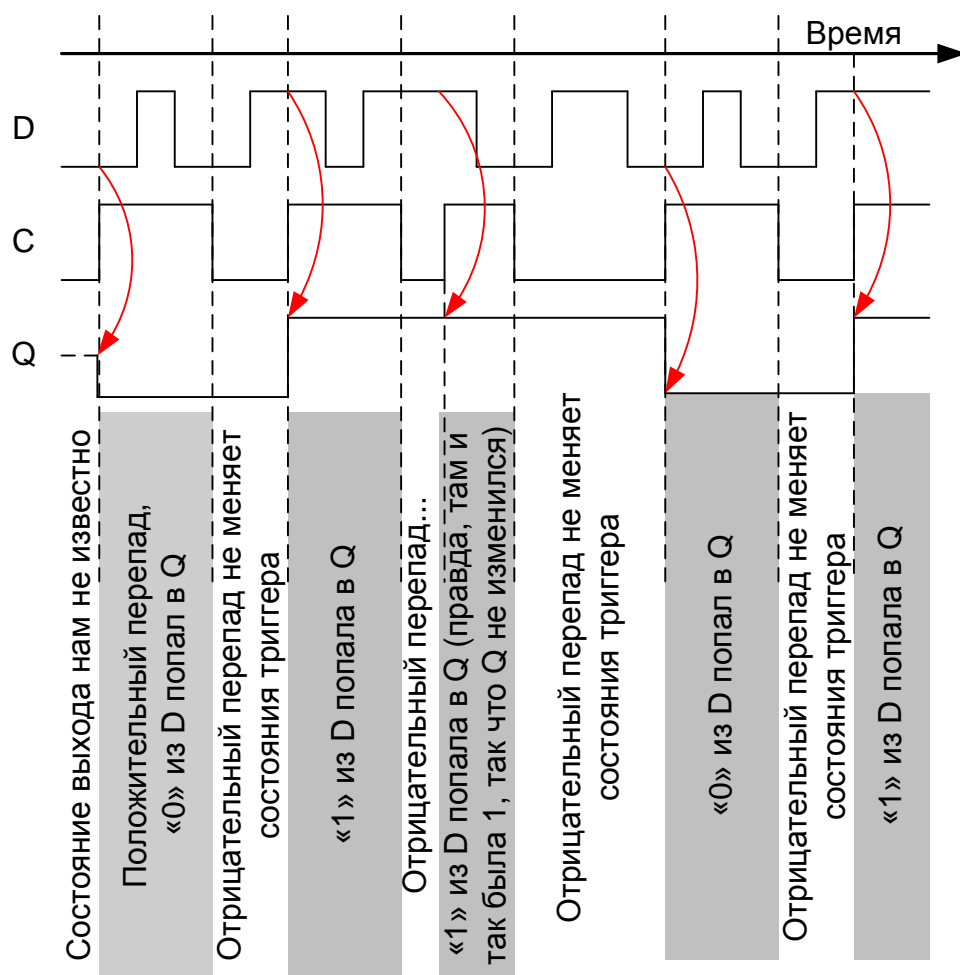 Время
D
C
Q
Состояние выхода нам не известно
Положительный перепад,
«0» из D попал в Q
Отрицательный перепад не меняет
состояния триггера
«1» из D попала в Q
Отрицательный перепад...
«1» из D попала в Q (правда, там и
так была 1, так что Q не изменился)
Отрицательный перепад не меняет
состояния триггера
«0» из D попал в Q
Отрицательный перепад не меняет
состояния триггера
«1» из D попала в Q